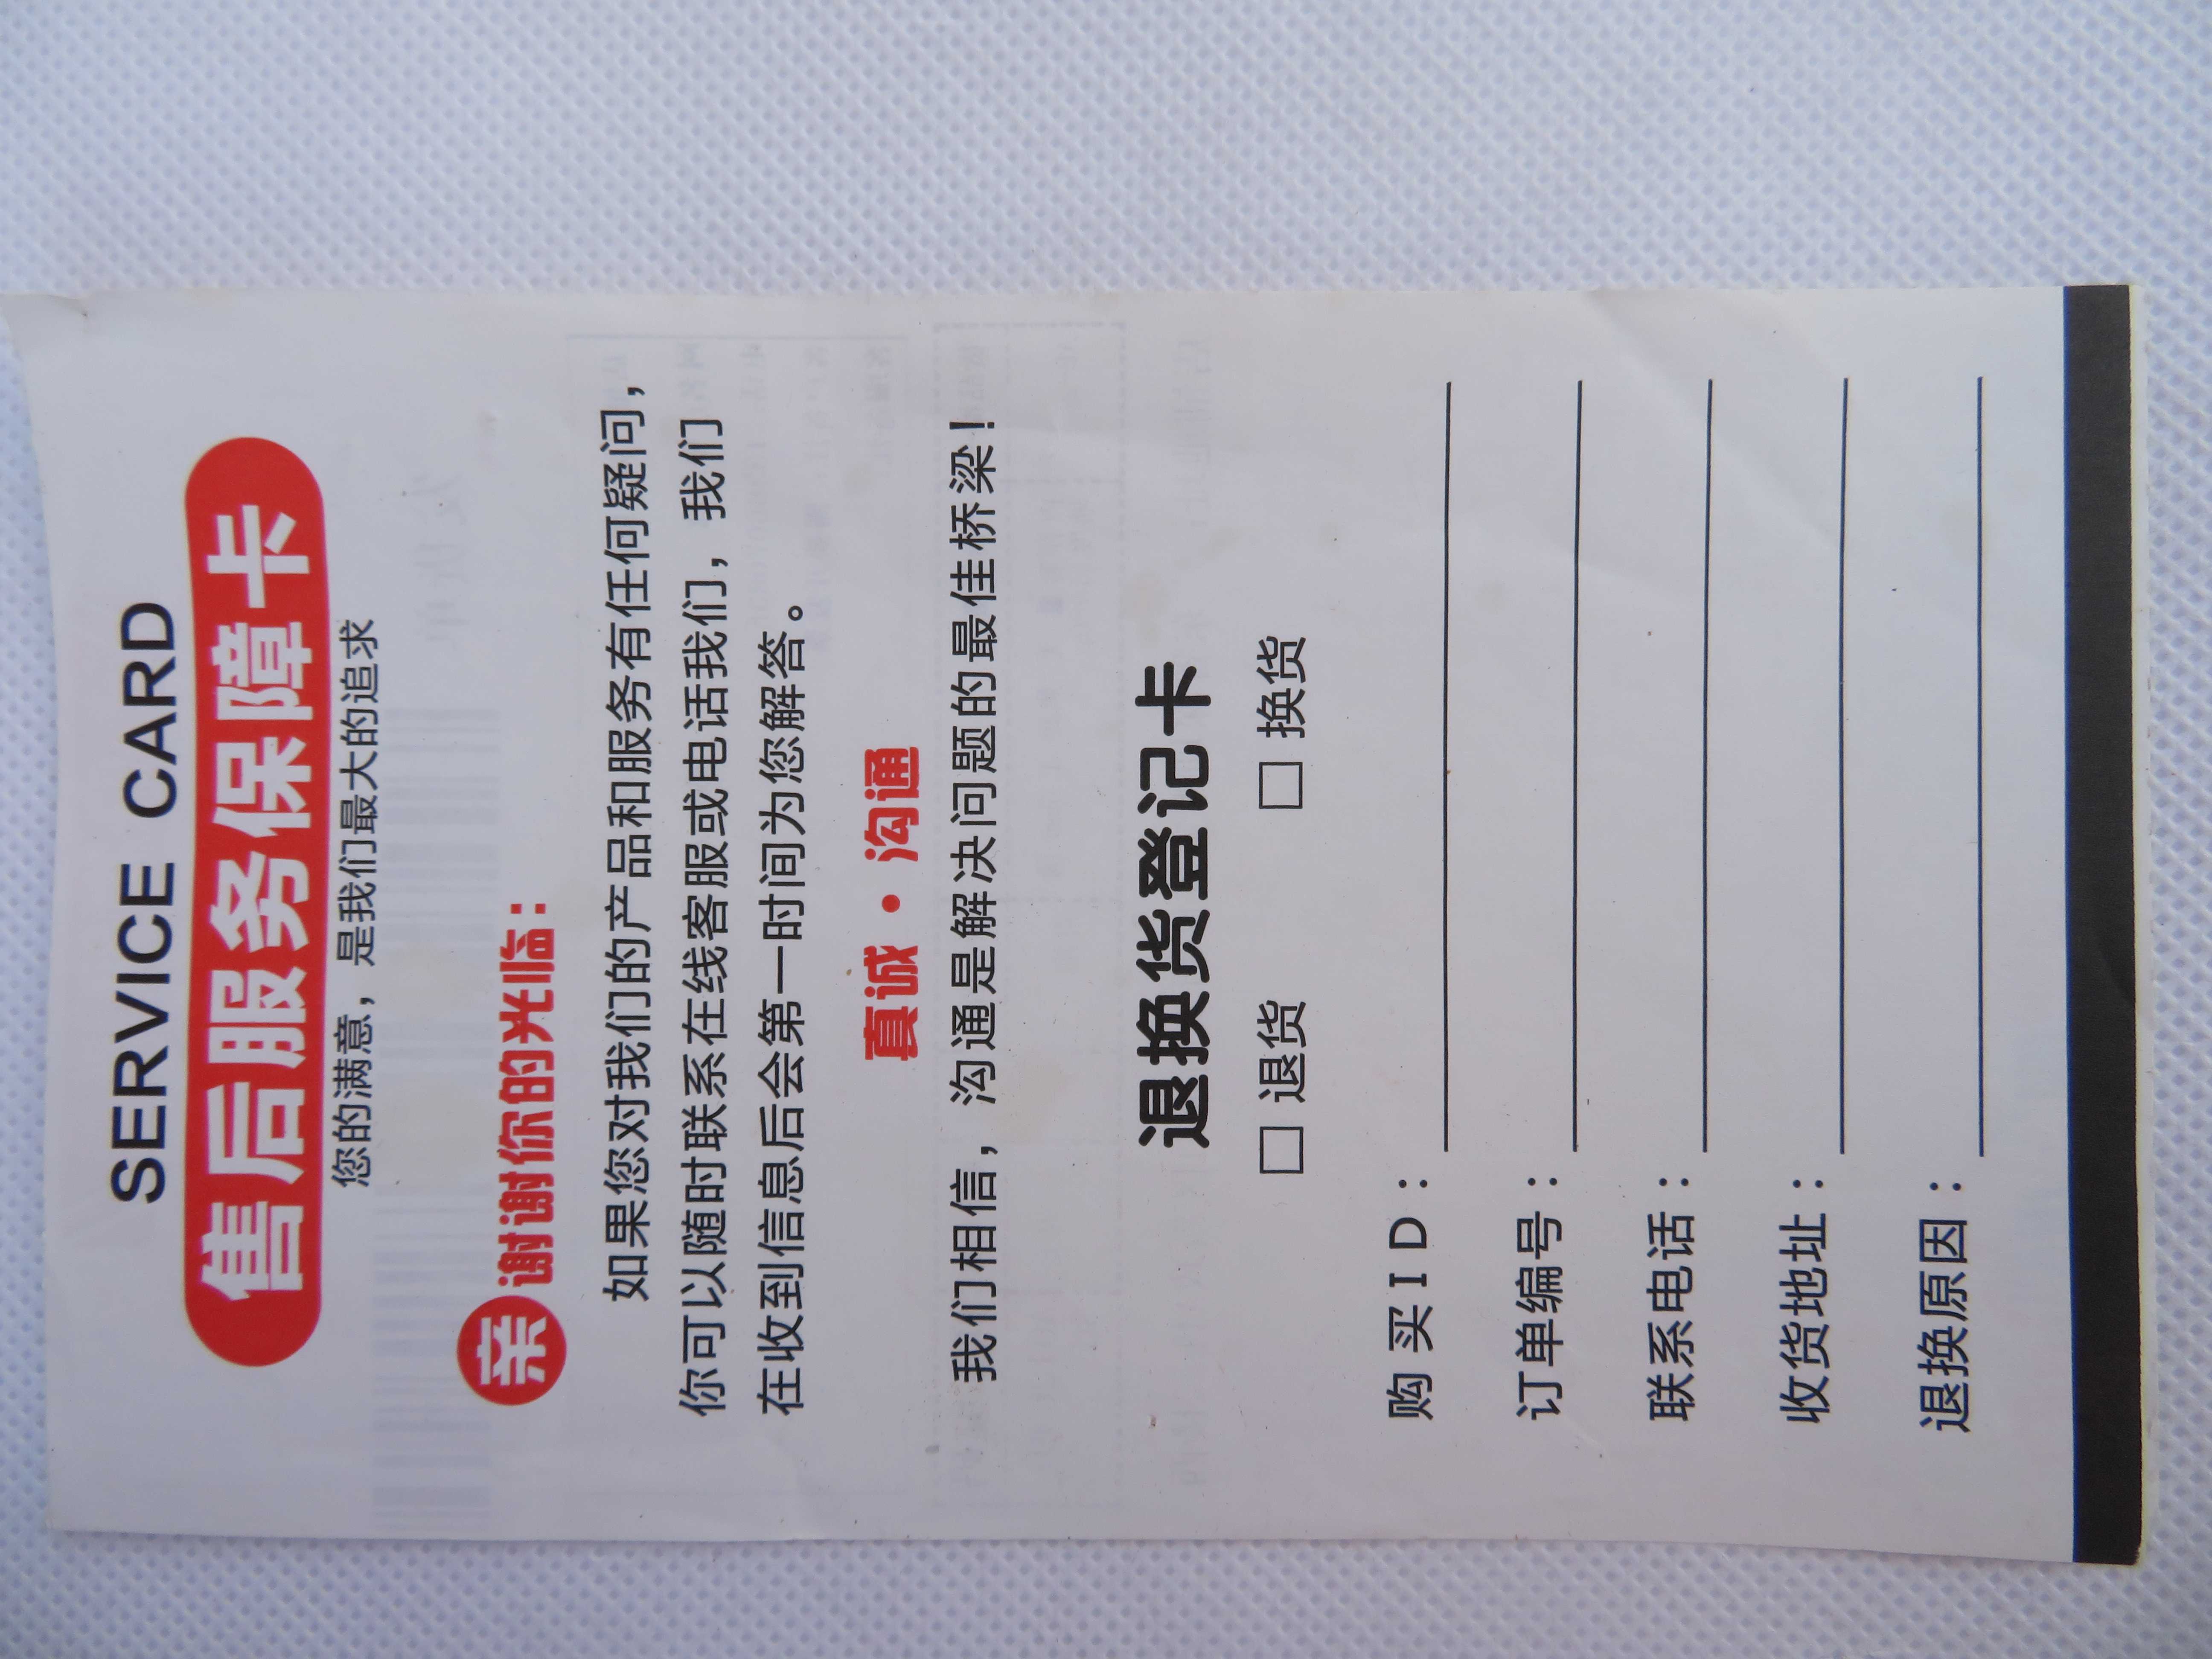 SERVICE CARD
售后服务保障卡
您的满意，是我们最大的追求
亲 谢谢你的光临：
如果您对我们的产品和服务有任何疑问，
你可以随时联系在线客服或电话我们，我们
在收到信息后会第一时间为您解答。
真诚·沟通
我们相信，沟通是解决问题的最佳桥梁！
退换货登记卡
□ 退货 □ 换货
购买ID：
订单编号：
联系电话：
收货地址：
退换原因：